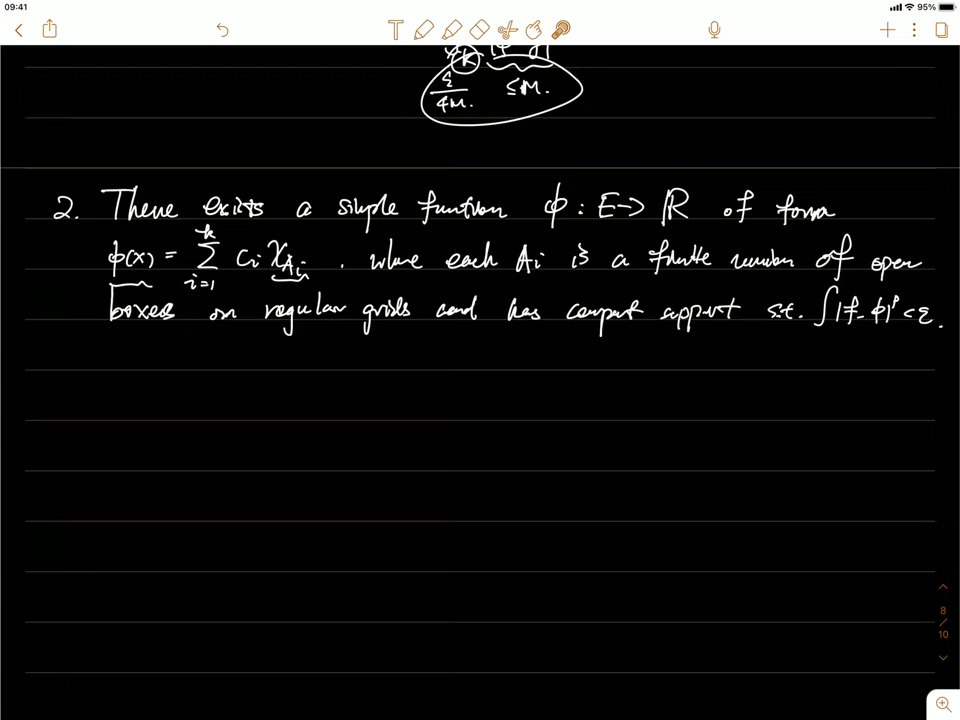 09:41
95%
ε/4M. ≤M.
2. There exists a simple function ϕ : E → ℝ of form
ϕ(x) = ∑_{i=1}^{k} c_i χ_{A_i} . where each A_i is a finite number of open
boxes on regular grids and has compact support s.t. ∫|f-ϕ|^p < ε.
8
/
10